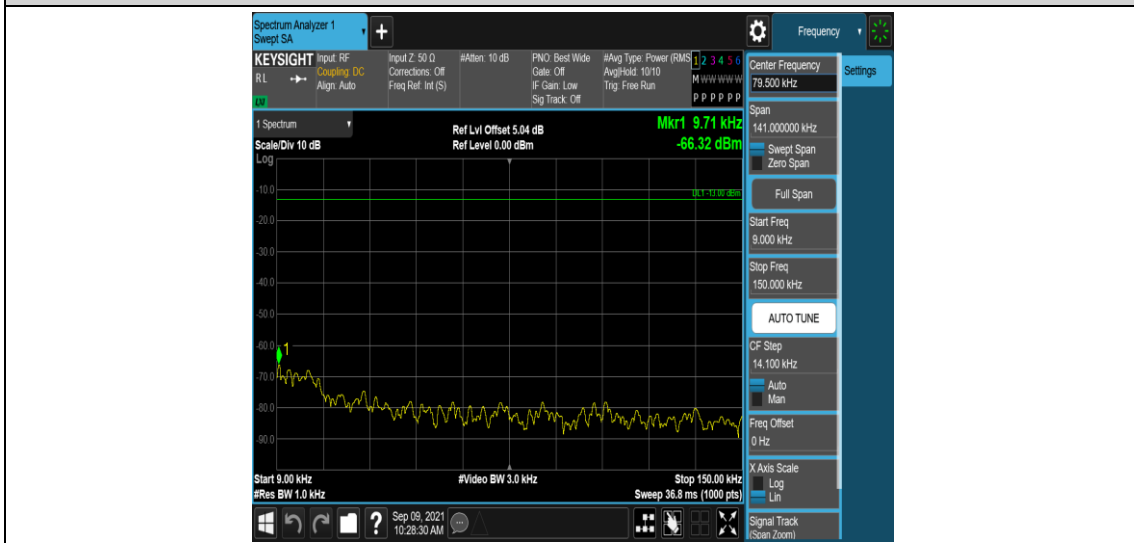 Spectrum Analyzer 1
Swept SA
+
Frequency
KEYSIGHT
RL
LXI
Input: RF
Coupling: DC
Align: Auto
Input Z: 50 Ω
Corrections: Off
Freq Ref: Int (S)
#Atten: 10 dB
PNO: Best Wide
Gate: Off
IF Gain: Low
Sig Track: Off
#Avg Type: Power (RMS
Avg|Hold: 10/10
Trig: Free Run
1 2 3 4 5 6
M W W W W W
P P P P P P
1 Spectrum
Scale/Div 10 dB
Log
Ref Lvl Offset 5.04 dB
Ref Level 0.00 dBm
Mkr1 9.71 kHz
-66.32 dBm
DL1 -13.00 dBm
-10.0
-20.0
-30.0
-40.0
-50.0
-60.0
1
-70.0
-80.0
-90.0
Start 9.00 kHz
#Res BW 1.0 kHz
#Video BW 3.0 kHz
Stop 150.00 kHz
Sweep 36.8 ms (1000 pts)
?
Sep 09, 2021
10:28:30 AM
Center Frequency
79.500 kHz
Span
141.000000 kHz
Swept Span
Zero Span
Full Span
Start Freq
9.000 kHz
Stop Freq
150.000 kHz
AUTO TUNE
CF Step
14.100 kHz
Auto
Man
Freq Offset
0 Hz
X Axis Scale
Log
Lin
Signal Track
(Span Zoom)
Settings